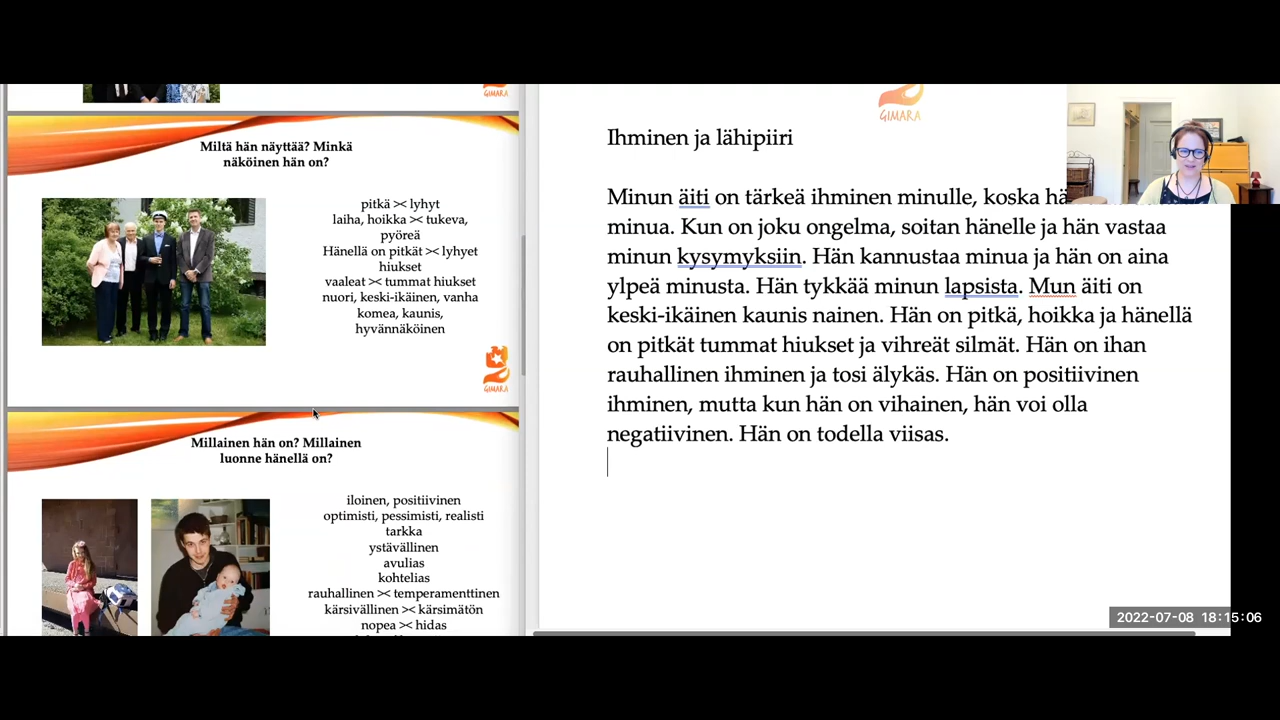 GIMARA
Miltä hän näyttää? Minkä
näköinen hän on?
pitkä >< lyhyt
laiha, hoikka >< tukeva,
pyöreä
Hänellä on pitkät >< lyhyet
hiukset
vaaleat >< tummat hiukset
nuori, keski-ikäinen, vanha
komea, kaunis,
hyvännäköinen
GIMARA
Millainen hän on? Millainen
luonne hänellä on?
iloinen, positiivinen
optimisti, pessimisti, realisti
tarkka
ystävällinen
avulias
kohtelias
rauhallinen >< temperamenttinen
kärsivällinen >< kärsimätön
nopea >< hidas
GIMARA
Ihminen ja lähipiiri
Minun äiti on tärkeä ihminen minulle, koska hä
minua. Kun on joku ongelma, soitan hänelle ja hän vastaa
minun kysymyksiin. Hän kannustaa minua ja hän on aina
ylpeä minusta. Hän tykkää minun lapsista. Mun äiti on
keski-ikäinen kaunis nainen. Hän on pitkä, hoikka ja hänellä
on pitkät tummat hiukset ja vihreät silmät. Hän on ihan
rauhallinen ihminen ja tosi älykäs. Hän on positiivinen
ihminen, mutta kun hän on vihainen, hän voi olla
negatiivinen. Hän on todella viisas.
2022-07-08 18:15:06